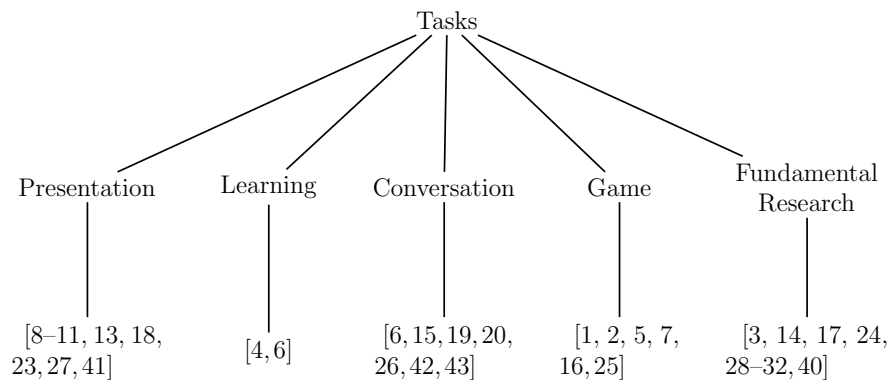 Tasks
Presentation
Learning
Conversation
Game
Fundamental
Research
[8–11, 13, 18,
23, 27, 41]
[4, 6]
[6, 15, 19, 20,
26, 42, 43]
[1, 2, 5, 7,
16, 25]
[3, 14, 17, 24,
28–32, 40]